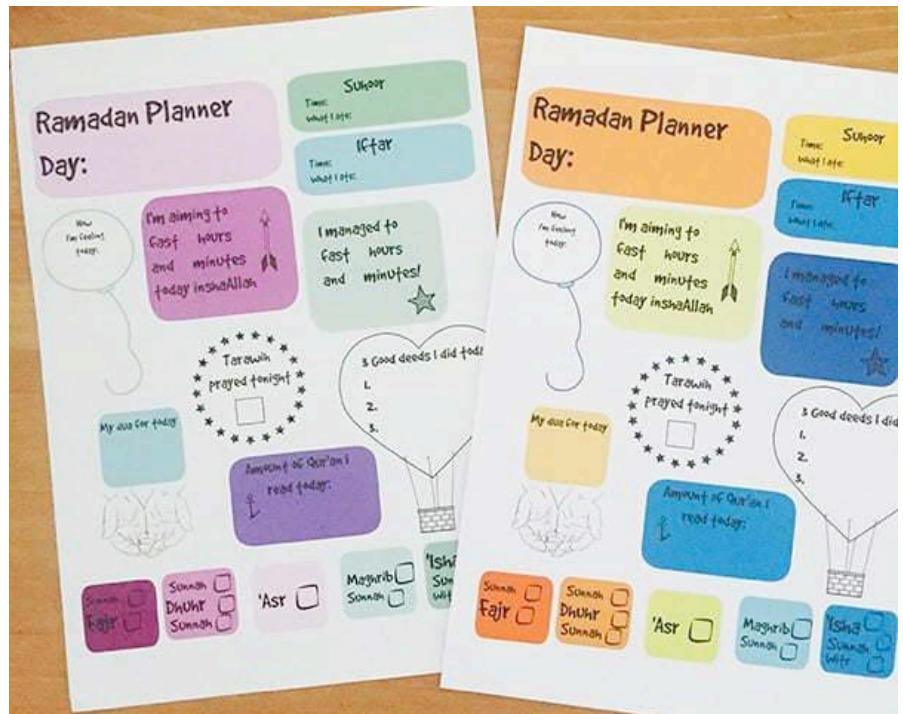 Ramadan Planner
Day:
Suhoor
Time:
What I ate:
Iftar
Time:
What I ate:
How
I'm feeling
today:
I'm aiming to
fast hours
and minutes
today inshaAllah
I managed to
fast hours
and minutes!
Tarawih
prayed tonight
3 Good deeds I did toda
1.
2.
3.
My dua for today
Amount of Qur'an I
read today:
Sunnah
Fajr
Sunnah
Dhuhr
Sunnah
'Asr
Maghrib
Sunnah
'Isha
Sun
Wit
Ramadan Planner
Day:
Suhoor
Time:
What I ate:
Iftar
Time:
What I ate:
How
I'm feeling
today:
I'm aiming to
fast hours
and minutes
today inshaAllah
I managed to
fast hours
and minutes!
Tarawih
prayed tonight
3 Good deeds I did
1.
2.
3.
My dua for today
Amount of Qur'an I
read today:
Sunnah
Fajr
Sunnah
Dhuhr
Sunnah
'Asr
Maghrib
Sunnah
'Isha
Sunnah
Witr